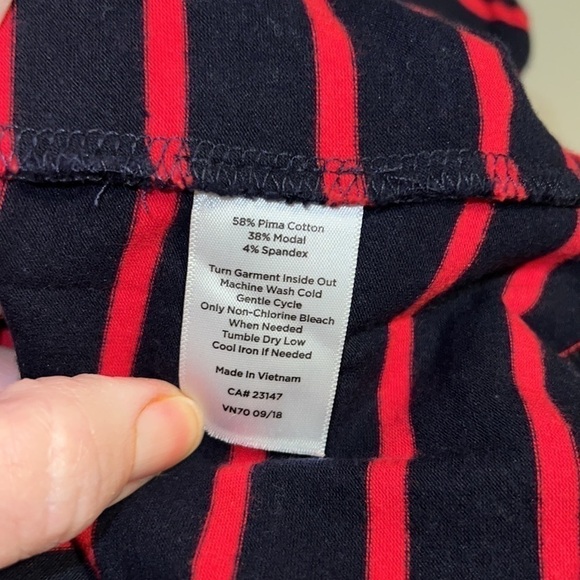 58% Pima Cotton
38% Modal
4% Spandex
Turn Garment Inside Out
Machine Wash Cold
Gentle Cycle
Only Non-Chlorine Bleach
When Needed
Tumble Dry Low
Cool Iron If Needed
Made In Vietnam
CA# 23147
VN70 09/18